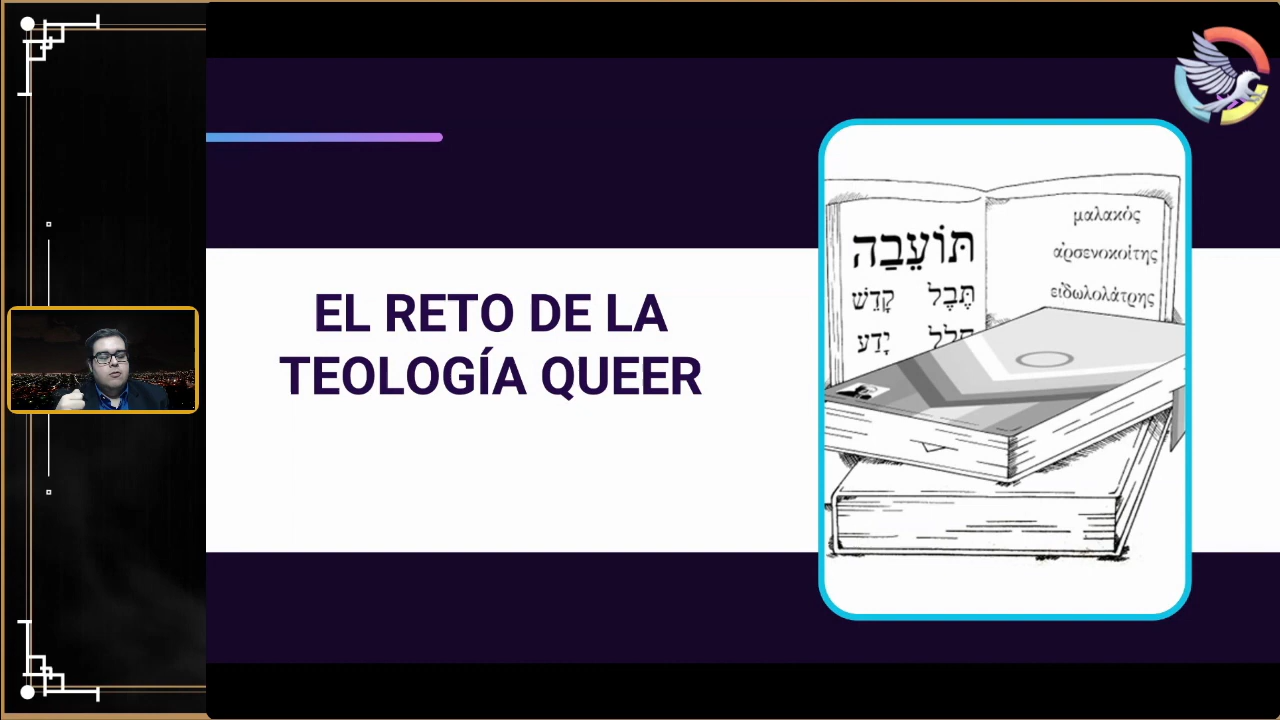 EL RETO DE LA
TEOLOGÍA QUEER
תּוֹעֵבַה
תֶּבֶל קָדֵשׁ
יָדַע
μαλακός
ἀρσενοκοίτης
εἰδωλολάτρης